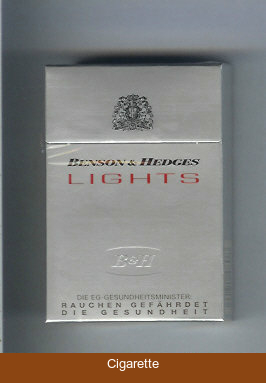 BENSON & HEDGES
LIGHTS
B&H
DIE EG-GESUNDHEITSMINISTER:
RAUCHEN GEFÄHRDET
DIE GESUNDHEIT
Cigarette